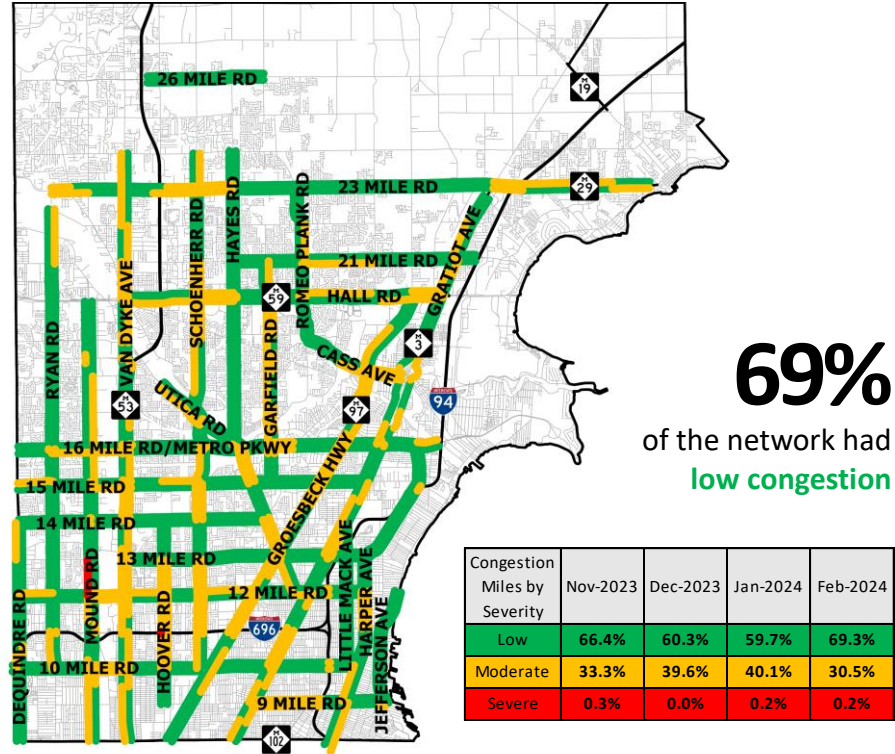 26 MILE RD
M
19
23 MILE RD
M
29
HAYES RD
ROMEO PLANK RD
SCHOENHERR RD
VAN DYKE AVE
RYAN RD
21 MILE RD
GRATIOT AVE
M
59
HALL RD
M
3
GARFIELD RD
CASS AVE
UTICA RD
M
53
M
97
INTERSTATE
94
16 MILE RD/METRO PKWY
15 MILE RD
GROESBECK HWY
14 MILE RD
13 MILE RD
12 MILE RD
MOUND RD
HOOVER RD
DEQUINDRE RD
LITTLE MACK AVE
HARPER AVE
JEFFERSON AVE
INTERSTATE
696
10 MILE RD
9 MILE RD
M
102
69%
of the network had
low congestion
Congestion
Miles by
Severity
Nov-2023 Dec-2023 Jan-2024 Feb-2024
Low 66.4% 60.3% 59.7% 69.3%
Moderate 33.3% 39.6% 40.1% 30.5%
Severe 0.3% 0.0% 0.2% 0.2%